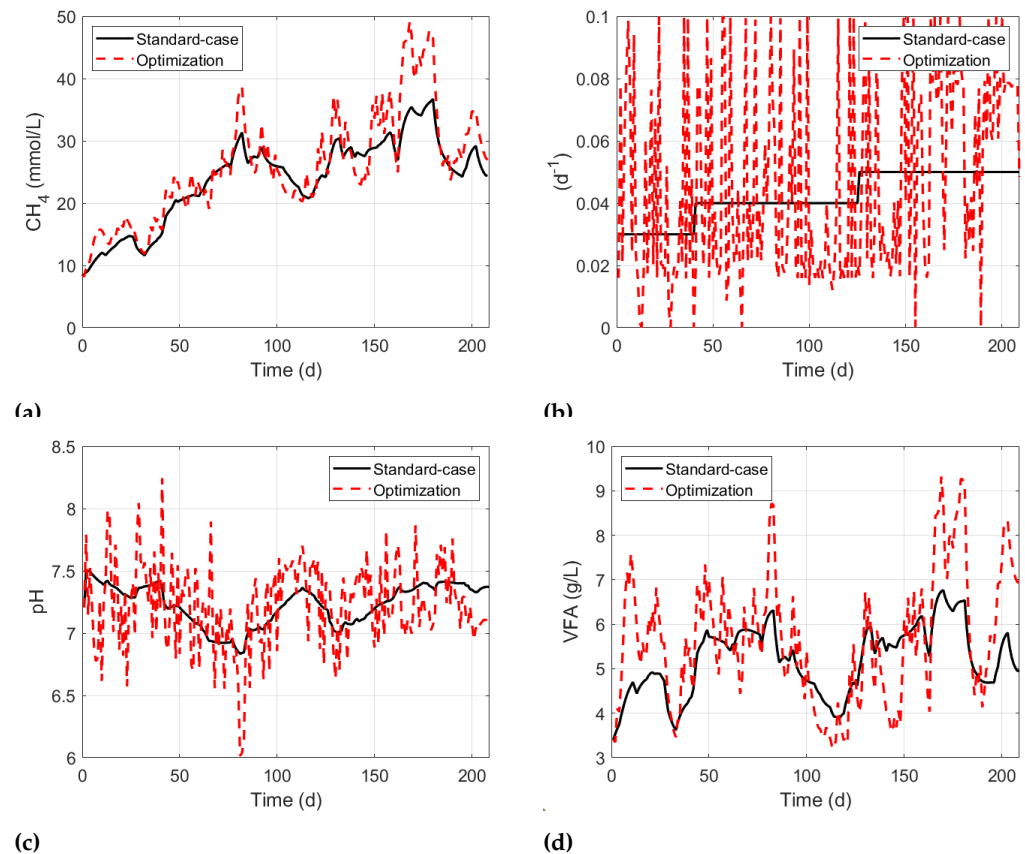 50
40
30
20
10
0
CH4 (mmol/L)
Standard-case
Optimization
0 50 100 150 200
Time (d)
(a)
0.1
0.08
0.06
0.04
0.02
0
(d-1)
Standard-case
Optimization
0 50 100 150 200
Time (d)
(b)
8.5
8
7.5
7
6.5
6
pH
Standard-case
Optimization
0 50 100 150 200
Time (d)
(c)
10
9
8
7
6
5
4
3
VFA (g/L)
Standard-case
Optimization
0 50 100 150 200
Time (d)
(d)